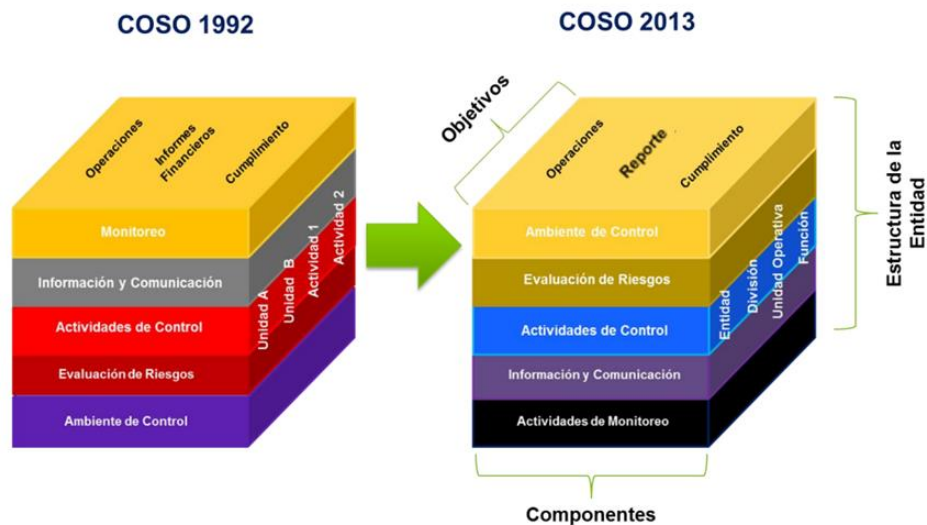 COSO 1992
Operaciones
Informes
Financieros
Cumplimiento
Monitoreo
Información y Comunicación
Actividades de Control
Evaluación de Riesgos
Ambiente de Control
Unidad A
Unidad B
Actividad 1
Actividad 2
COSO 2013
Objetivos
Operaciones
Reporte
Cumplimiento
Ambiente de Control
Evaluación de Riesgos
Actividades de Control
Información y Comunicación
Actividades de Monitoreo
Entidad
División
Unidad Operativa
Función
Estructura de la
Entidad
Componentes